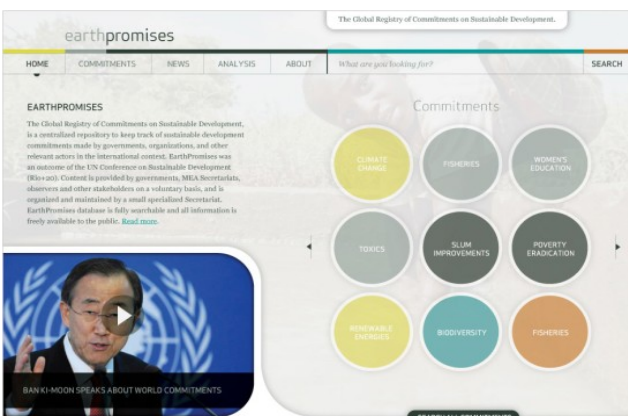 The Global Registry of Commitments on Sustainable Development.
earthpromises
HOME COMMITMENTS NEWS ANALYSIS ABOUT What are you looking for? SEARCH
EARTHPROMISES
The Global Registry of Commitments on Sustainable Development,
is a centralized repository to keep track of sustainable development
commitments made by governments, organizations, and other
relevant actors in the international context. EarthPromises was
an outcome of the UN Conference on Sustainable Development
(Rio+20). Content is provided by governments, MEA Secretariats,
observers and other stakeholders on a voluntary basis, and is
organized and maintained by a small specialized Secretariat.
EarthPromises database is fully searchable and all information is
freely available to the public. Read more.
BAN KI-MOON SPEAKS ABOUT WORLD COMMITMENTS
Commitments
CLIMATE
CHANGE
FISHERIES
WOMEN'S
EDUCATION
TOXICS
SLUM
IMPROVEMENTS
POVERTY
ERADICATION
RENEWABLE
ENERGIES
BIODIVERSITY
FISHERIES